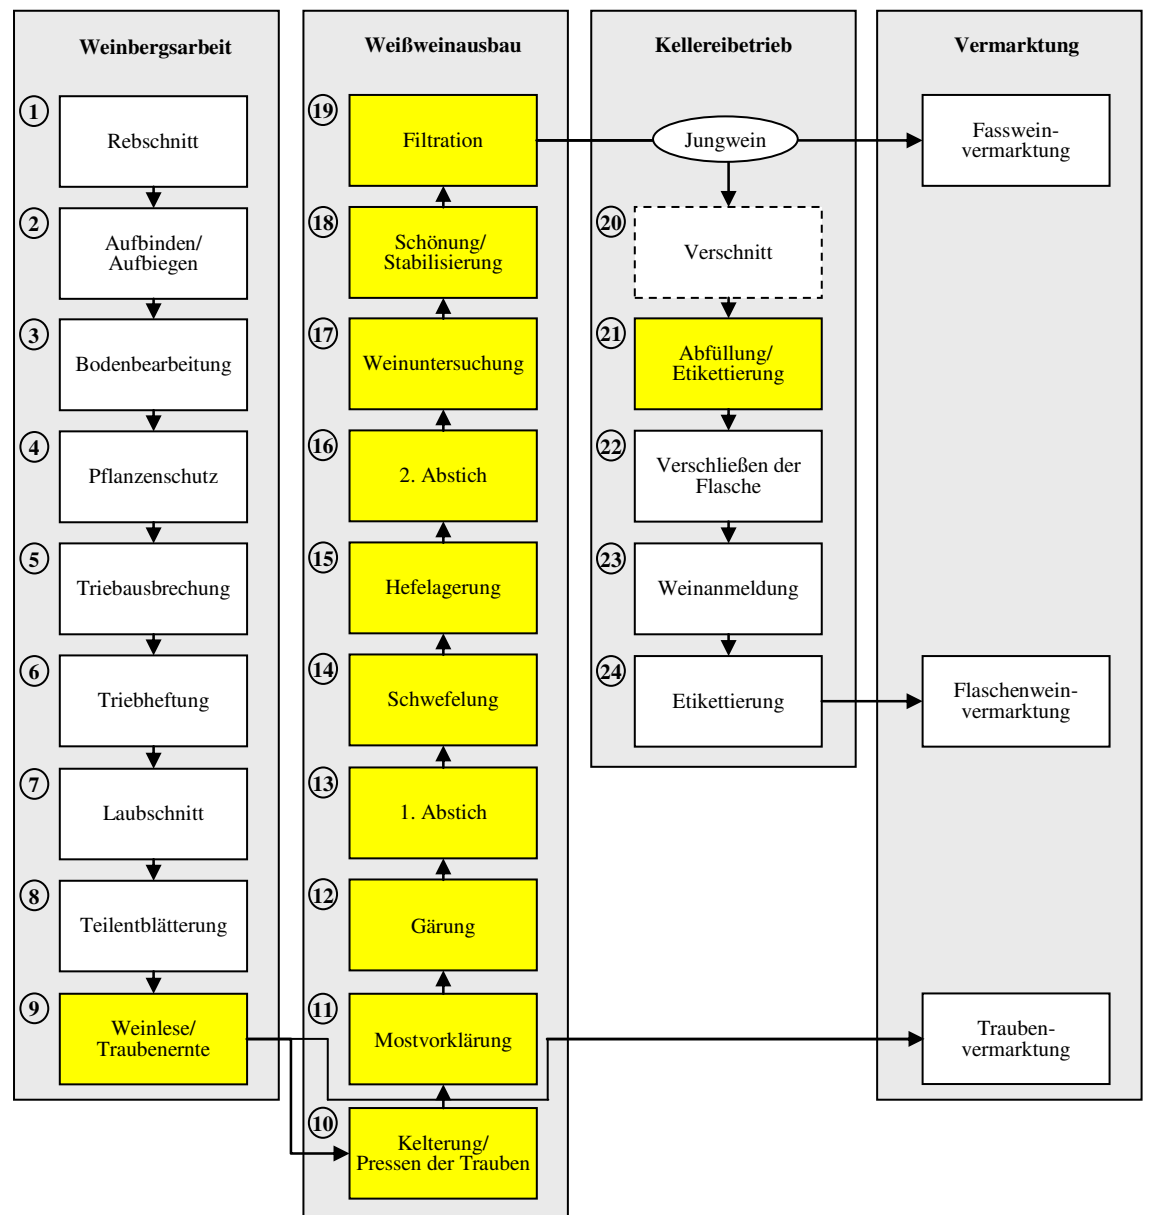 Weinbergsarbeit
1
Rebschnitt
2
Aufbinden/
Aufbiegen
3
Bodenbearbeitung
4
Pflanzenschutz
5
Triebausbrechung
6
Triebheftung
7
Laubschnitt
8
Teilentblätterung
9
Weinlese/
Traubenernte
Weißweinausbau
19
Filtration
18
Schönung/
Stabilisierung
17
Weinuntersuchung
16
2. Abstich
15
Hefelagerung
14
Schwefelung
13
1. Abstich
12
Gärung
11
Mostvorklärung
10
Kelterung/
Pressen der Trauben
Kellereibetrieb
Jungwein
20
Verschnitt
21
Abfüllung/
Etikettierung
22
Verschließen der
Flasche
23
Weinanmeldung
24
Etikettierung
Vermarktung
Fasswein-
vermarktung
Flaschenwein-
vermarktung
Trauben-
vermarktung